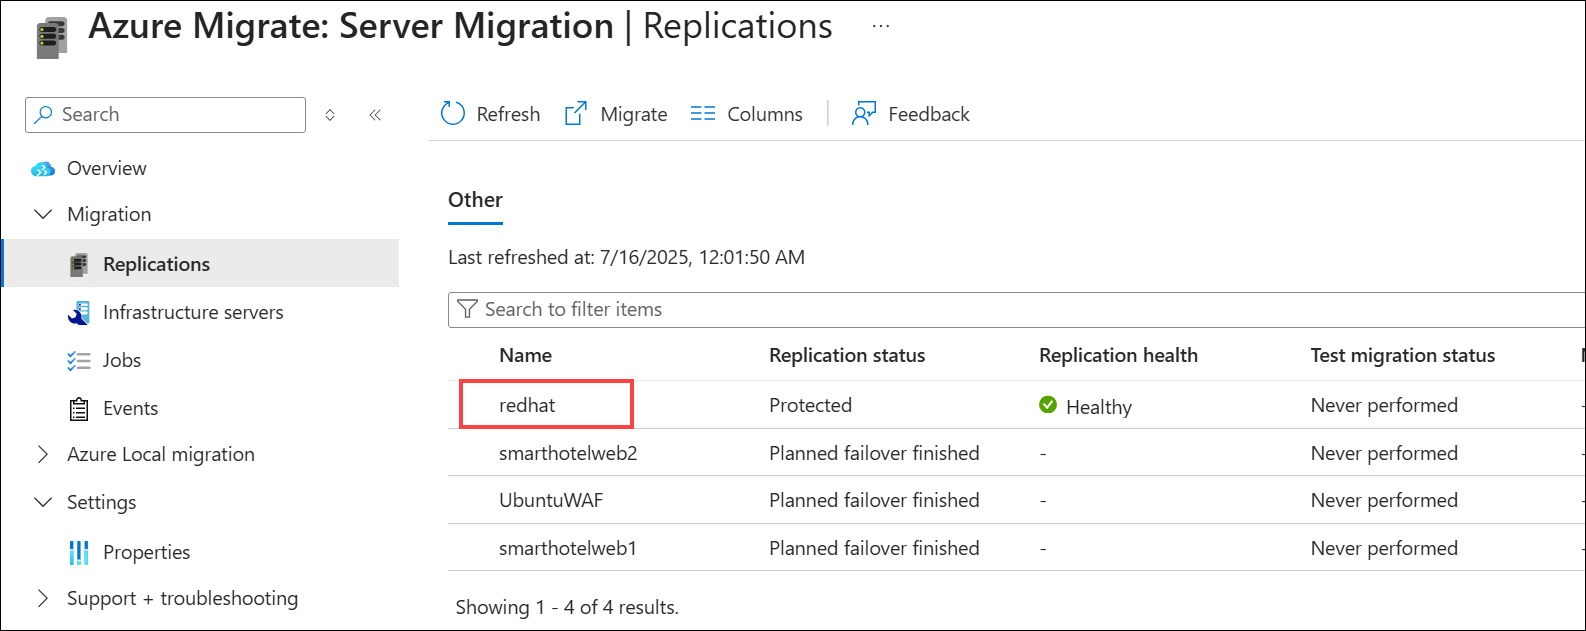 Azure Migrate: Server Migration | Replications ...
Search
Refresh Migrate Columns Feedback
Overview
Migration
Replications
Infrastructure servers
Jobs
Events
Azure Local migration
Settings
Properties
Support + troubleshooting
Other
Last refreshed at: 7/16/2025, 12:01:50 AM
Search to filter items
Name Replication status Replication health Test migration status
redhat Protected Healthy Never performed
smarthotelweb2 Planned failover finished - Never performed
UbuntuWAF Planned failover finished - Never performed
smarthotelweb1 Planned failover finished - Never performed
Showing 1 - 4 of 4 results.